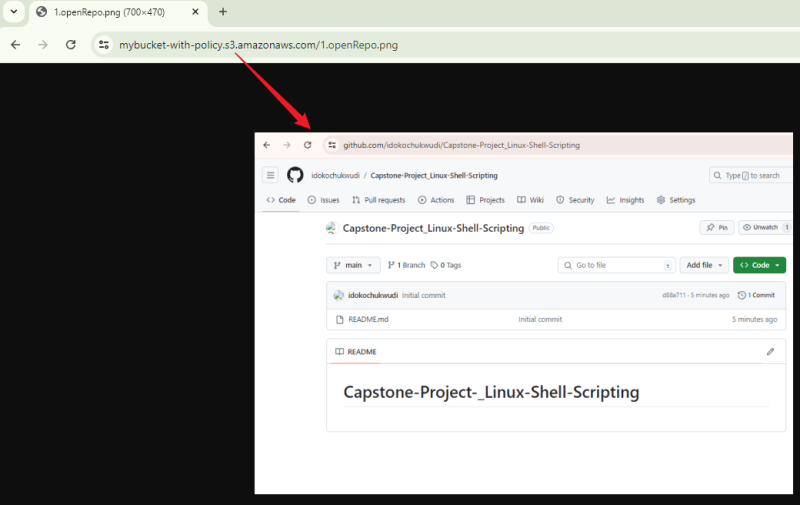 1.openRepo.png (700×470)
mybucket-with-policy.s3.amazonaws.com/1.openRepo.png
github.com/idokochukwudi/Capstone-Project_Linux-Shell-Scripting
idokochukwudi / Capstone-Project_Linux-Shell-Scripting
Type / to search
Code Issues Pull requests Actions Projects Wiki Security Insights Settings
Capstone-Project_Linux-Shell-Scripting Public
Pin Unwatch 1
main 1 Branch 0 Tags Go to file t Add file Code
idokochukwudi Initial commit d68a711 · 5 minutes ago 1 Commit
README.md Initial commit 5 minutes ago
README
Capstone-Project-_Linux-Shell-Scripting